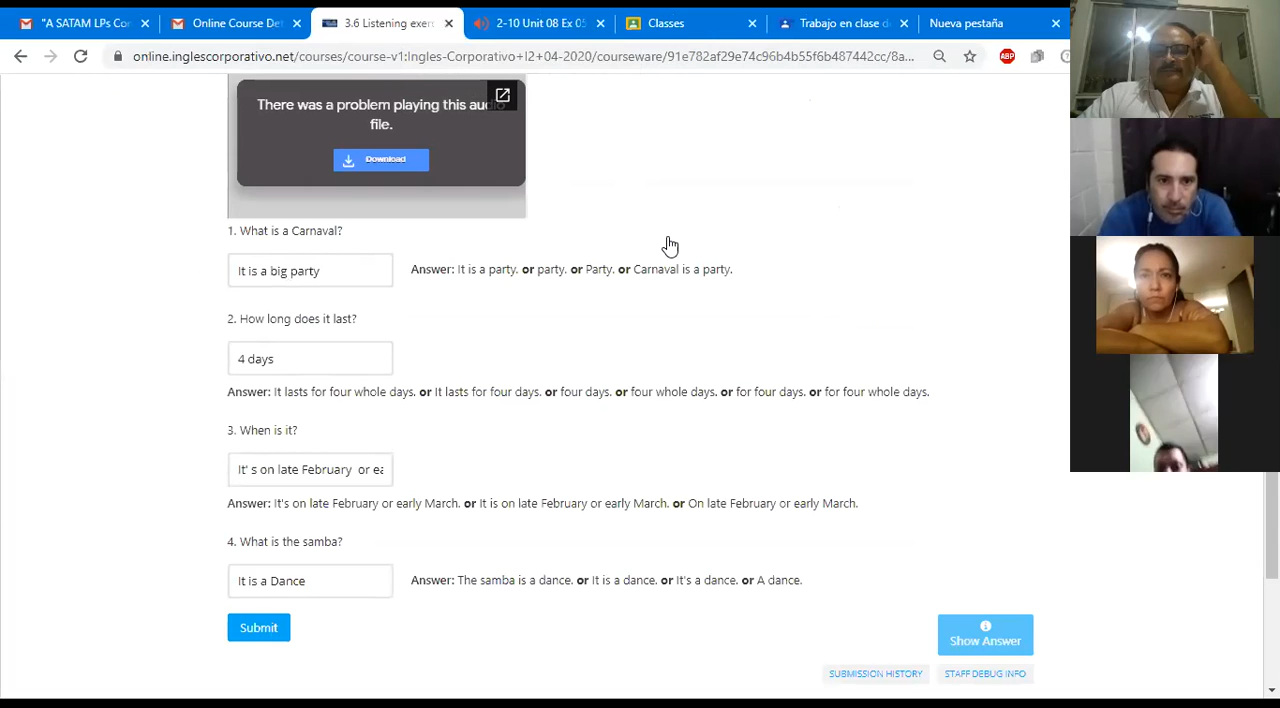 "A SATAM LPs Co
Online Course De
3.6 Listening exer
2-10 Unit 08 Ex 05
Classes
Trabajo en clase d
Nueva pestaña
online.inglescorporativo.net/courses/course-v1:Ingles-Corporativo+I2+04-2020/courseware/91e782af29e74c96b4b55f6b487442cc/8a...
ABP
There was a problem playing this audio
file.
Download
1. What is a Carnaval?
It is a big party
Answer: It is a party. or party. or Party. or Carnaval is a party.
2. How long does it last?
4 days
Answer: It lasts for four whole days. or It lasts for four days. or four days. or four whole days. or for four days. or for four whole days.
3. When is it?
It' s on late February or ea
Answer: It's on late February or early March. or It is on late February or early March. or On late February or early March.
4. What is the samba?
It is a Dance
Answer: The samba is a dance. or It is a dance. or It's a dance. or A dance.
Submit
Show Answer
SUBMISSION HISTORY
STAFF DEBUG INFO